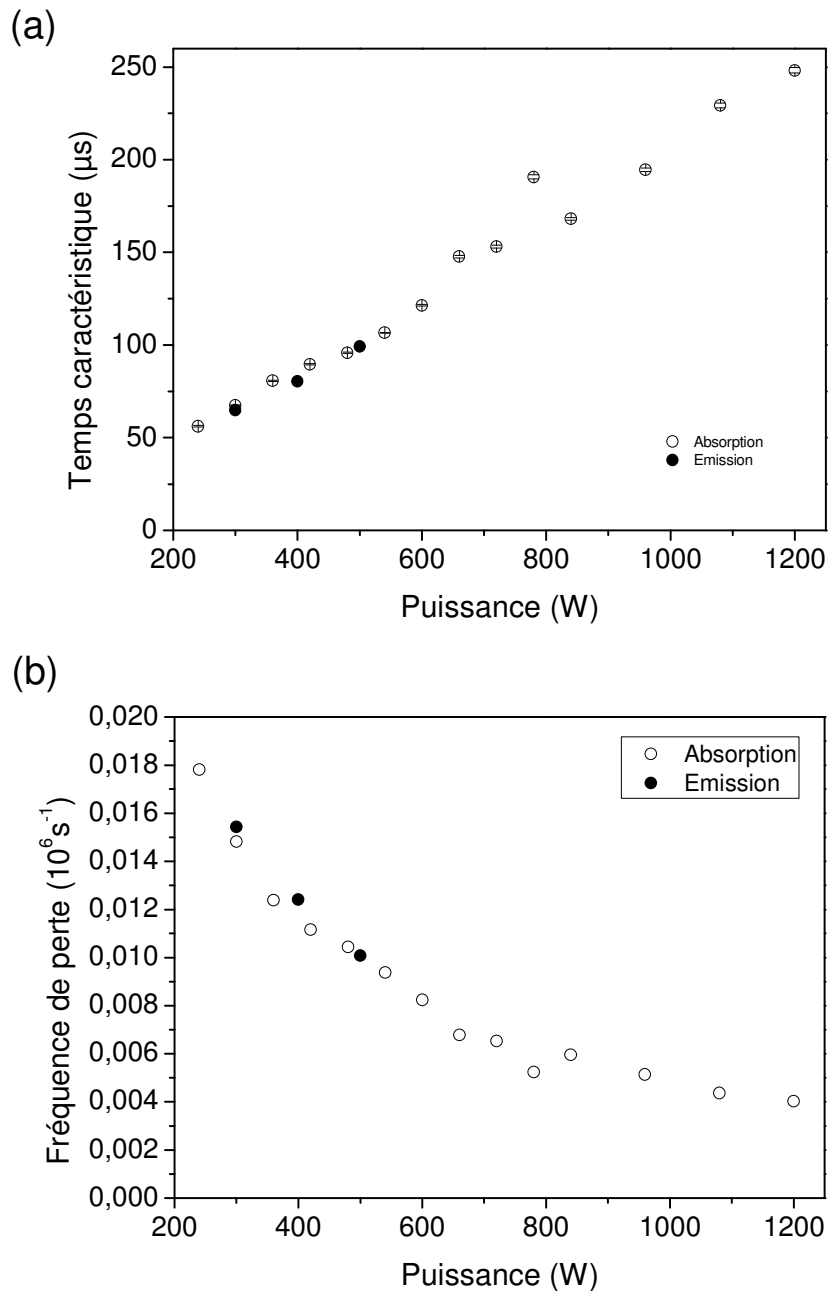 (a)
250
200
150
100
50
0
Temps caractéristique (µs)
Absorption
Emission
200 400 600 800 1000 1200
Puissance (W)
(b)
0,020
0,018
0,016
0,014
0,012
0,010
0,008
0,006
0,004
0,002
0,000
Fréquence de perte (10⁶s⁻¹)
Absorption
Emission
200 400 600 800 1000 1200
Puissance (W)